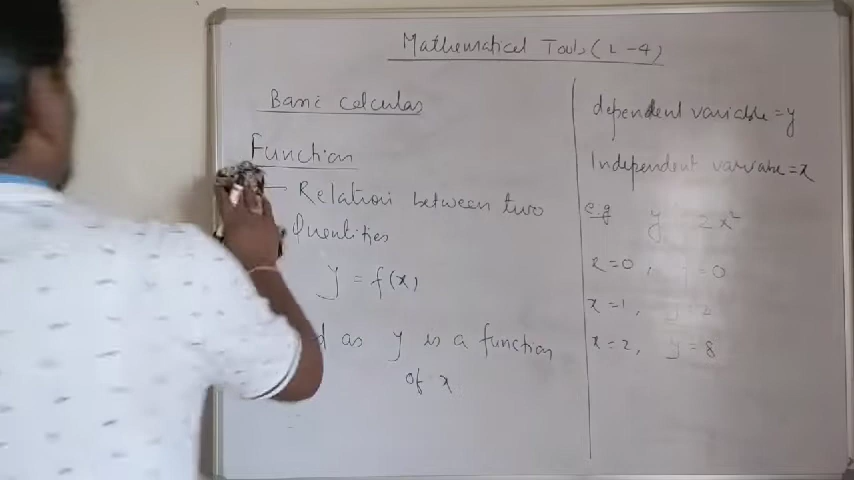 Mathematical Tools (L-4)
Basic calculus
Function
- Relation between two
Quantities
y = f(x)
as y is a function
of x
dependent variable = y
Independent variable = x
e.g y 2x²
x=0, y=0
x=1, y=2
x=2, y=8